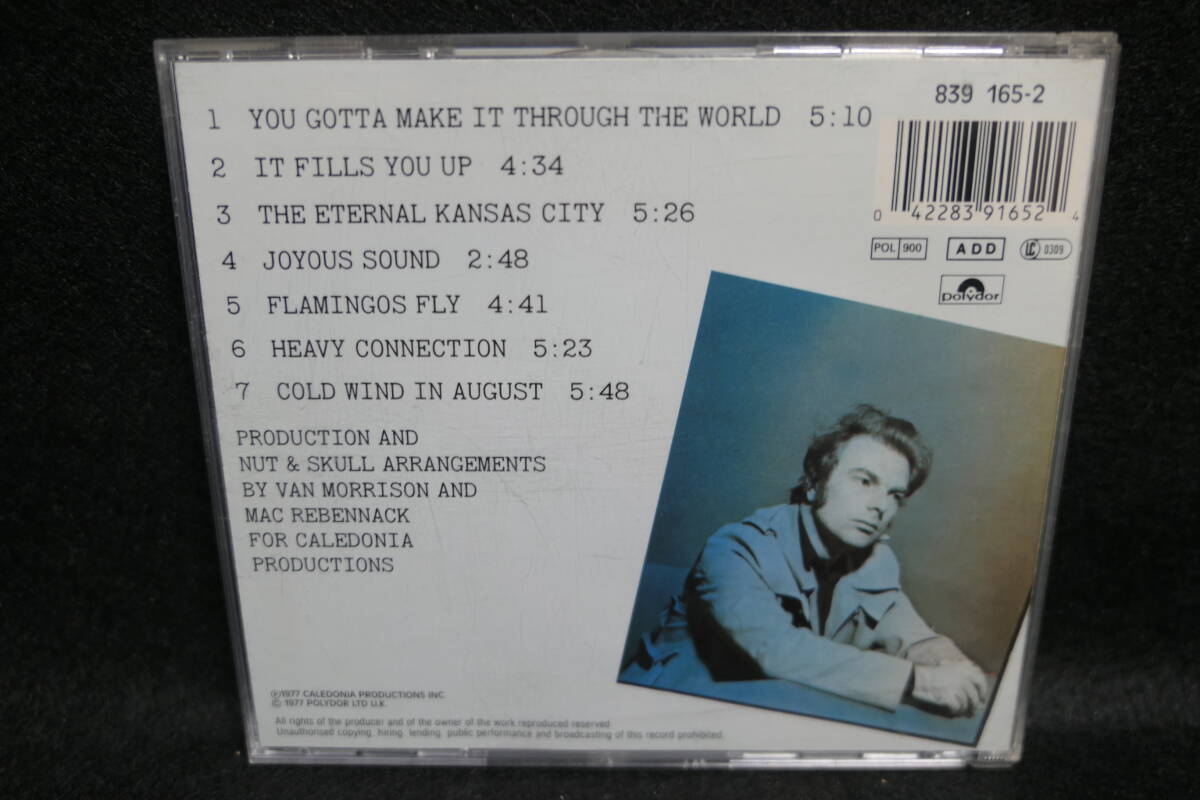 1 YOU GOTTA MAKE IT THROUGH THE WORLD 5:10
2 IT FILLS YOU UP 4:34
3 THE ETERNAL KANSAS CITY 5:26
4 JOYOUS SOUND 2:48
5 FLAMINGOS FLY 4:41
6 HEAVY CONNECTION 5:23
7 COLD WIND IN AUGUST 5:48
PRODUCTION AND
NUT & SKULL ARRANGEMENTS
BY VAN MORRISON AND
MAC REBENNACK
FOR CALEDONIA
PRODUCTIONS
839 165-2
0 42283 91652 4
POL 900 ADD LC 0309
polydor
℗1977 CALEDONIA PRODUCTIONS INC.
© 1977 POLYDOR LTD U.K.
All rights of the producer and of the owner of the work reproduced reserved.
Unauthorised copying, hiring, lending, public performance and broadcasting of this record prohibited.